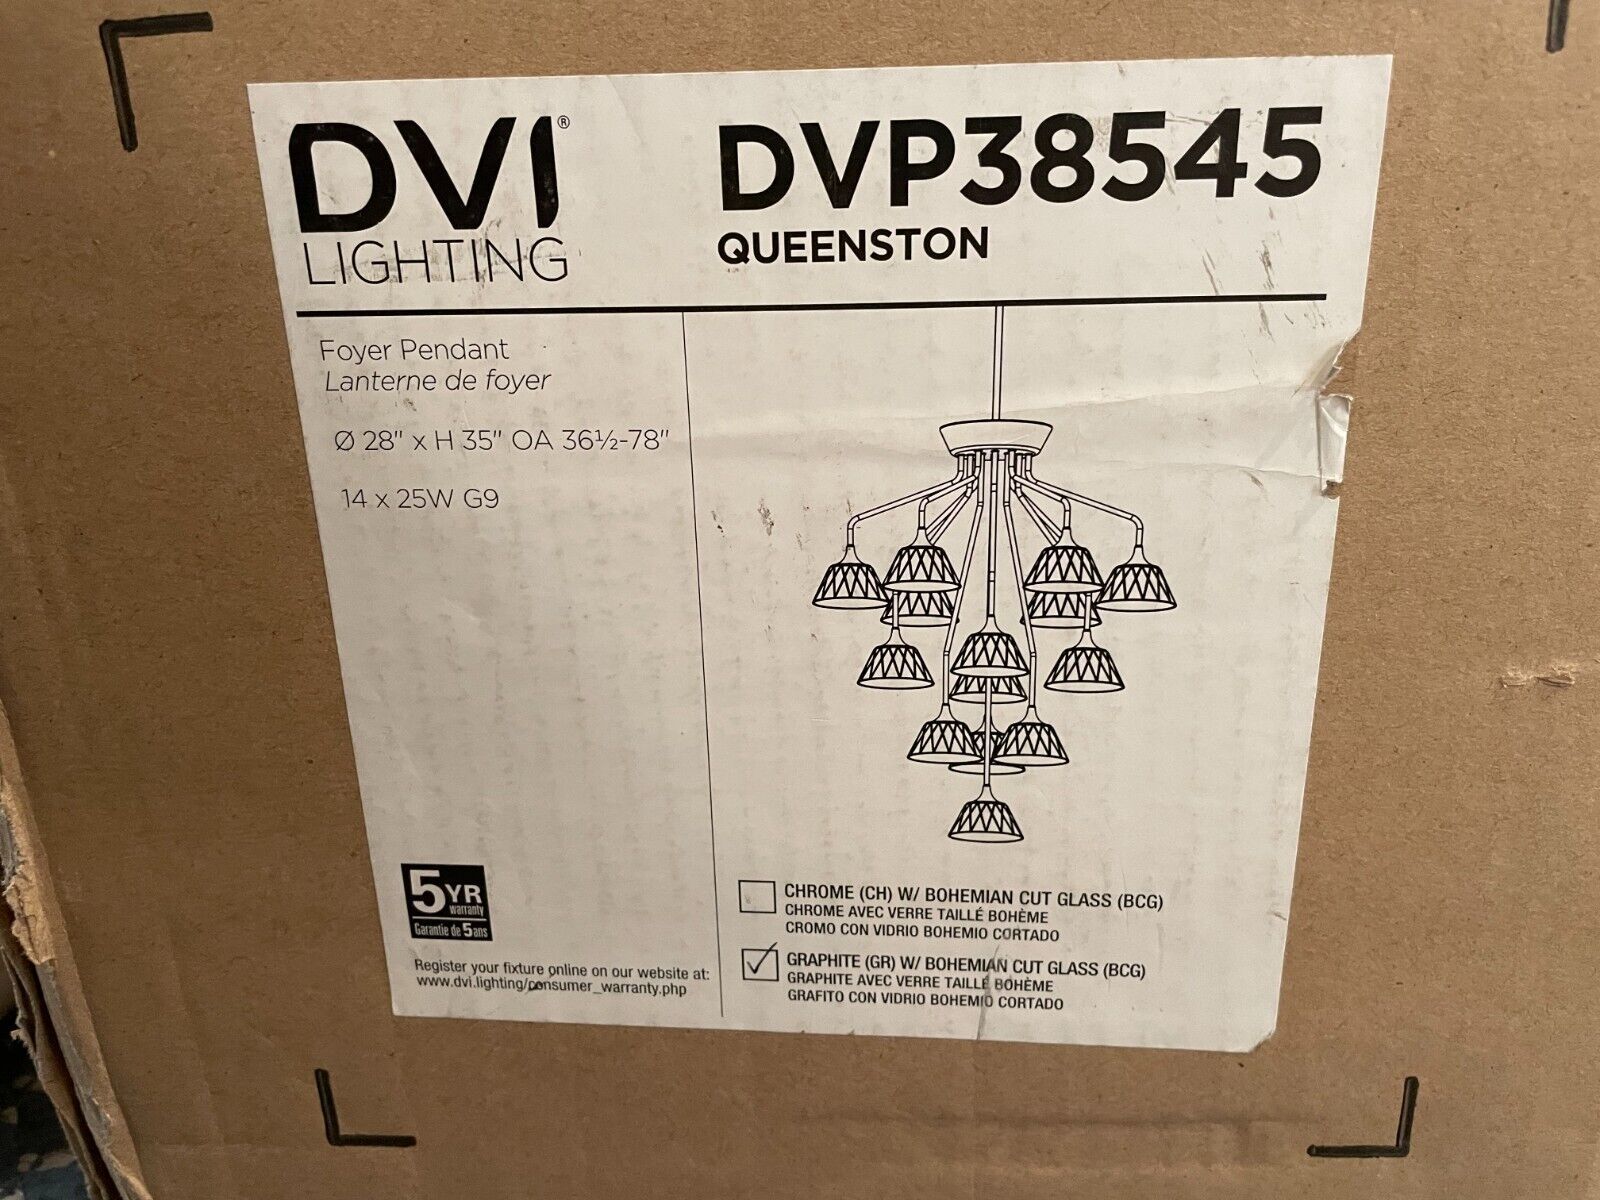 DVI®
LIGHTING
DVP38545
QUEENSTON
Foyer Pendant
Lanterne de foyer
Ø 28" x H 35" OA 36½-78"
14 x 25W G9
5YR
warranty
Garantie de 5 ans
Register your fixture online on our website at:
www.dvi.lighting/consumer_warranty.php
CHROME (CH) W/ BOHEMIAN CUT GLASS (BCG)
CHROME AVEC VERRE TAILLÉ BOHÈME
CROMO CON VIDRIO BOHEMIO CORTADO
GRAPHITE (GR) W/ BOHEMIAN CUT GLASS (BCG)
GRAPHITE AVEC VERRE TAILLÉ BOHÈME
GRAFITO CON VIDRIO BOHEMIO CORTADO